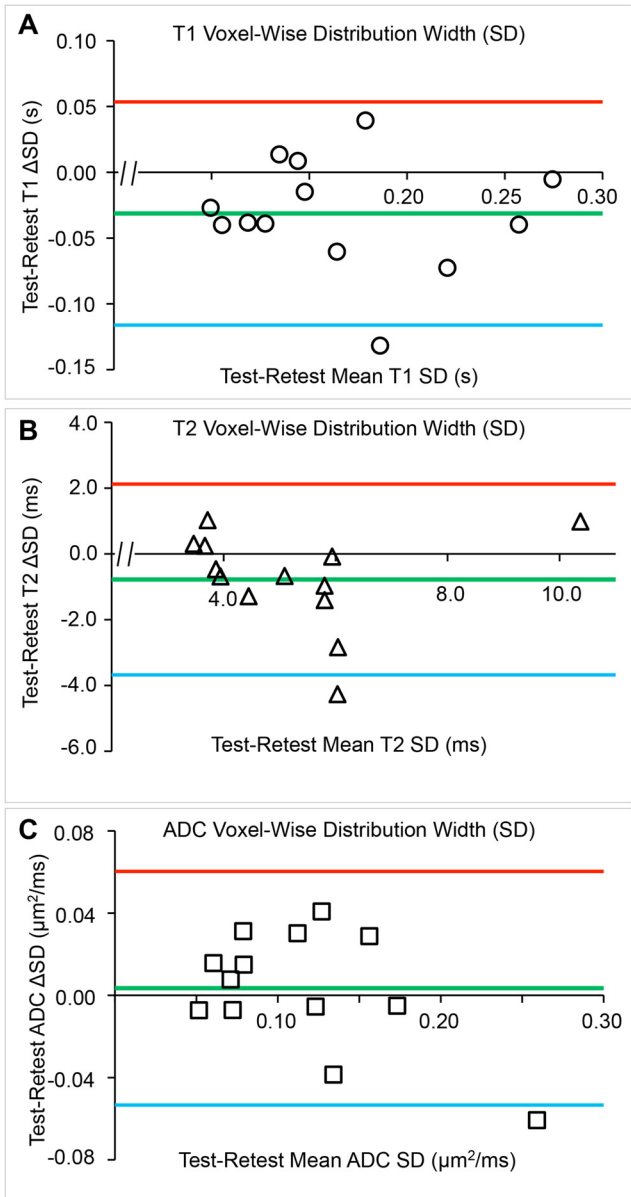 A
T1 Voxel-Wise Distribution Width (SD)
Test-Retest T1 ΔSD (s)
0.10
0.05
0.00
-0.05
-0.10
-0.15
0.20
0.25
0.30
Test-Retest Mean T1 SD (s)
B
T2 Voxel-Wise Distribution Width (SD)
Test-Retest T2 ΔSD (ms)
4.0
2.0
0.0
-2.0
-4.0
-6.0
4.0
8.0
10.0
Test-Retest Mean T2 SD (ms)
C
ADC Voxel-Wise Distribution Width (SD)
Test-Retest ADC ΔSD (μm²/ms)
0.08
0.04
0.00
-0.04
-0.08
0.10
0.20
0.30
Test-Retest Mean ADC SD (μm²/ms)